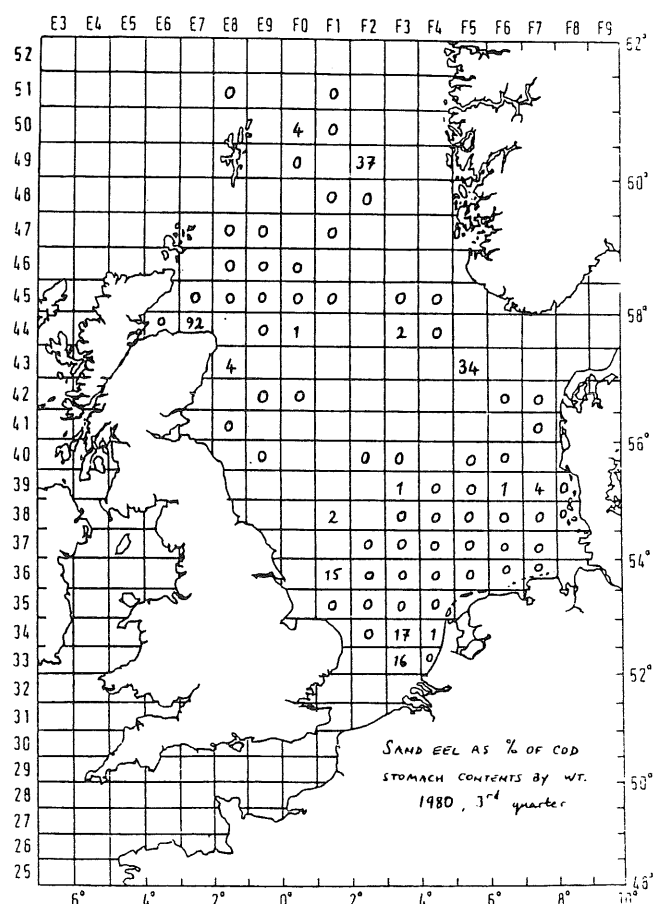 E3 E4 E5 E6 E7 E8 E9 F0 F1 F2 F3 F4 F5 F6 F7 F8 F9
62°
52
51 0 0
50 4 0
49 0 37
60°
48 0 0
47 0 0 0
46 0 0 0
45 0 0 0 0 0 0 0
58°
44 0 92 0 1 2 0
43 4 34
42 0 0 0 0
41 0 0
56°
40 0 0 0 0 0
39 1 0 0 1 4 0
38 2 0 0 0 0 0 0
37 0 0 0 0 0 0
54°
36 15 0 0 0 0 0 0
35 0 0 0 0 0
34 0 17 1
33 16 0
52°
32
31
30
SAND EEL AS % OF COD
29
STOMACH CONTENTS BY WT.
50°
28
1980, 3rd quarter
27
26
25
6° 4° 2° 0° 2° 4° 6° 8° 10°